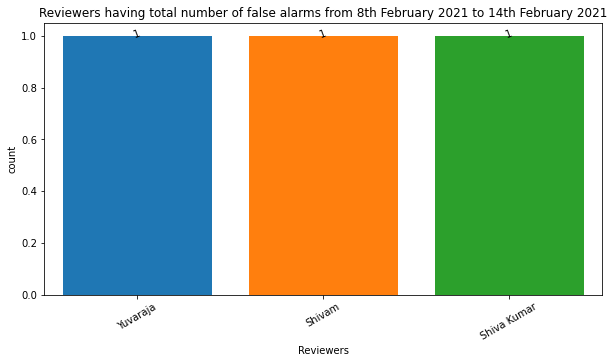 Reviewers having total number of false alarms from 8th February 2021 to 14th February 2021
1.0
0.8
0.6
0.4
0.2
0.0
count
1
1
1
Yuvaraja
Shivam
Shiva Kumar
Reviewers